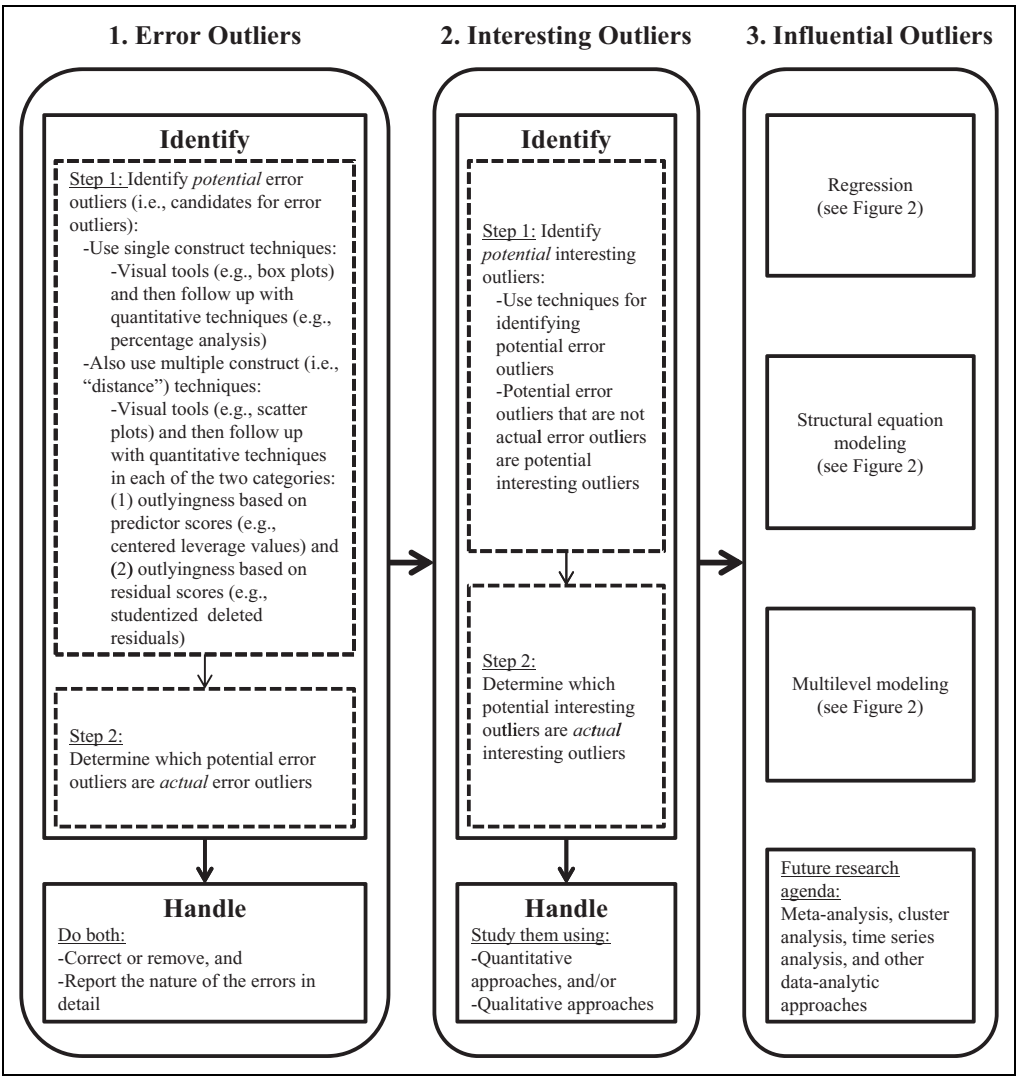 1. Error Outliers
Identify
Step 1: Identify potential error
outliers (i.e., candidates for error
outliers):
-Use single construct techniques:
-Visual tools (e.g., box plots)
and then follow up with
quantitative techniques (e.g.,
percentage analysis)
-Also use multiple construct (i.e.,
“distance”) techniques:
-Visual tools (e.g., scatter
plots) and then follow up
with quantitative techniques
in each of the two categories:
(1) outlyingness based on
predictor scores (e.g.,
centered leverage values) and
(2) outlyingness based on
residual scores (e.g.,
studentized deleted
residuals)
Step 2:
Determine which potential error
outliers are actual error outliers
Handle
Do both:
-Correct or remove, and
-Report the nature of the errors in
detail
2. Interesting Outliers
Identify
Step 1: Identify
potential interesting
outliers:
-Use techniques for
identifying
potential error
outliers
-Potential error
outliers that are not
actual error outliers
are potential
interesting outliers
Step 2:
Determine which
potential interesting
outliers are actual
interesting outliers
Handle
Study them using:
-Quantitative
approaches, and/or
-Qualitative approaches
3. Influential Outliers
Regression
(see Figure 2)
Structural equation
modeling
(see Figure 2)
Multilevel modeling
(see Figure 2)
Future research
agenda:
Meta-analysis, cluster
analysis, time series
analysis, and other
data-analytic
approaches